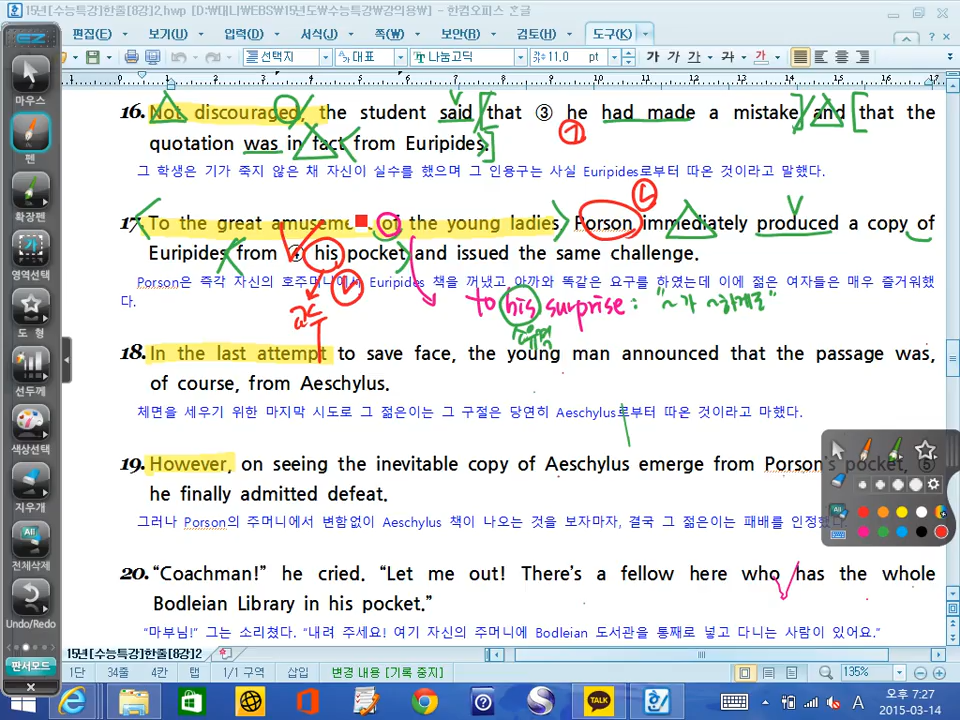 15년[수능특강]한줄[8강]2.hwp [D:₩대니₩EBS₩15년도₩수능특강₩강의용₩] - 한컴오피스 한글
편집(E) 보기(U) 입력(D) 서식(J) 쪽(W) 보안(B) 검토(H) 도구(K)
선택지 대표 나눔고딕 11.0 pt 가 가 가 가 가
마우스
펜
확장펜
영역선택
도 형
선두께
색상선택
지우개
전체삭제
Undo/Redo
판서모드
16. Not discouraged, the student said that ③ he had made a mistake and that the
quotation was in fact from Euripides.
그 학생은 기가 죽지 않은 채 자신이 실수를 했으며 그 인용구는 사실 Euripides로부터 따온 것이라고 말했다.
17. To the great amuseme of the young ladies, Porson immediately produced a copy of
Euripides from ④ his pocket and issued the same challenge.
Porson은 즉각 자신의 호주머니에서 Euripides 책을 꺼냈고 아까와 똑같은 요구를 하였는데 이에 젊은 여자들은 매우 즐거워했
다.
to his surprise : "~가 ~하게도"
18. In the last attempt to save face, the young man announced that the passage was,
of course, from Aeschylus.
체면을 세우기 위한 마지막 시도로 그 젊은이는 그 구절은 당연히 Aeschylus로부터 따온 것이라고 마했다.
19. However, on seeing the inevitable copy of Aeschylus emerge from Porson's pocket, ⑤
he finally admitted defeat.
그러나 Porson의 주머니에서 변함없이 Aeschylus 책이 나오는 것을 보자마자, 결국 그 젊은이는 패배를 인정했다.
20. “Coachman!” he cried. “Let me out! There’s a fellow here who has the whole
Bodleian Library in his pocket.”
“마부님!” 그는 소리쳤다. “내려 주세요! 여기 자신의 주머니에 Bodleian 도서관을 통째로 넣고 다니는 사람이 있어요.”
15년[수능특강]한줄[8강]2
1단 34줄 4칸 탭 1/1 구역 삽입 변경 내용 [기록 중지] 135%
TALK
A 오후 7:27
2015-03-14